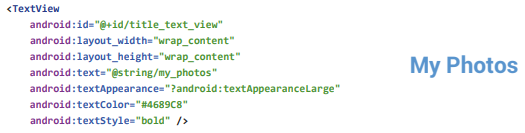 <TextView
android:id="@+id/title_text_view"
android:layout_width="wrap_content"
android:layout_height="wrap_content"
android:text="@string/my_photos"
android:textAppearance="?android:textAppearanceLarge"
android:textColor="#4689C8"
android:textStyle="bold" />
My Photos